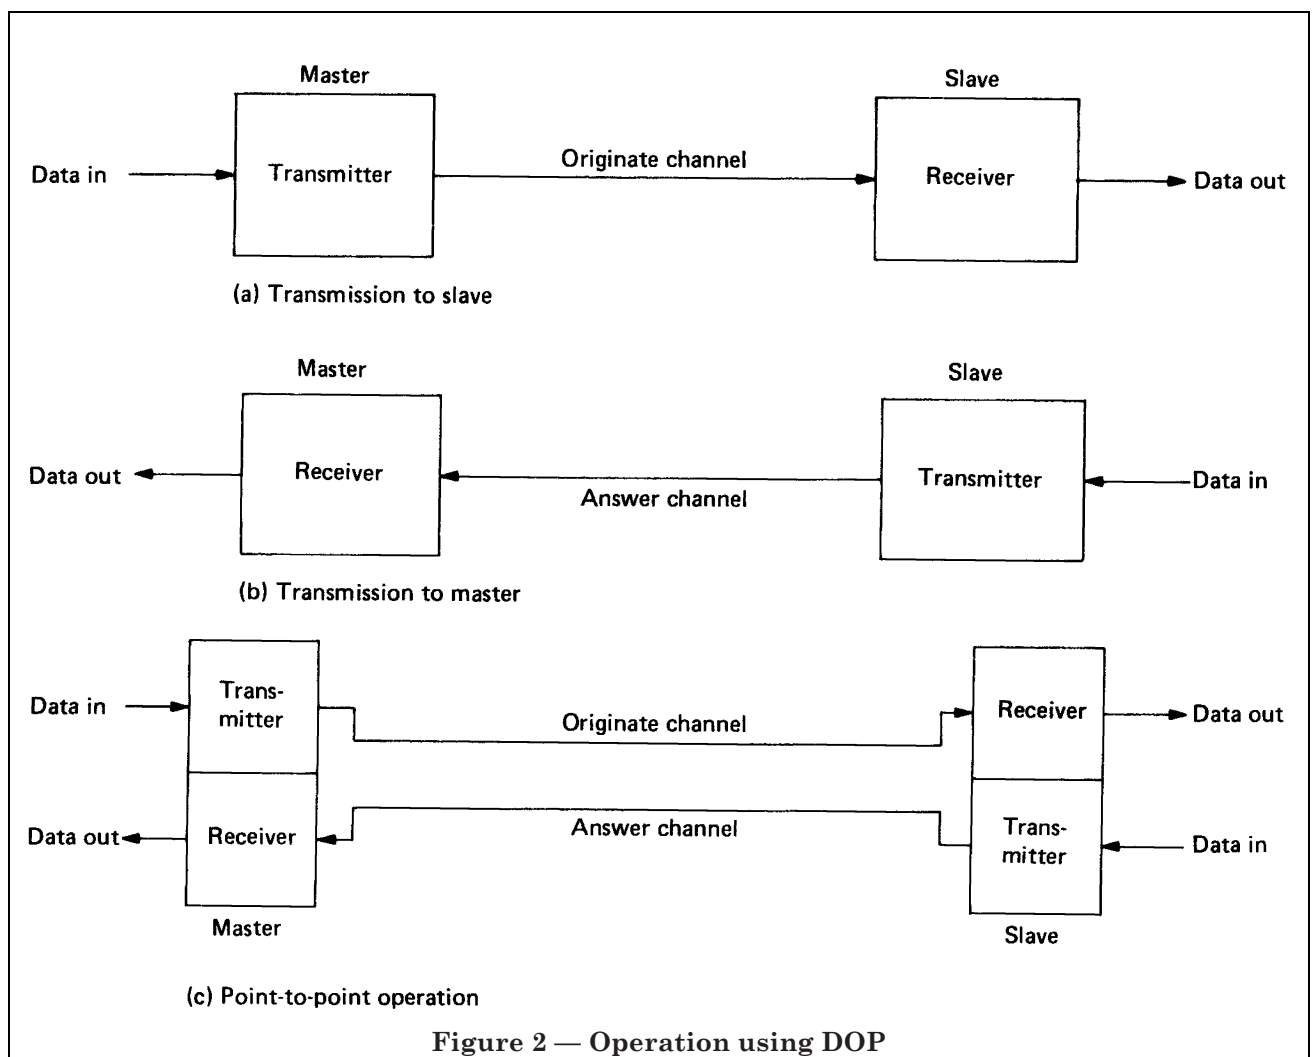 Master
Slave
Data in
Transmitter
Originate channel
Receiver
Data out
(a) Transmission to slave
Master
Slave
Data out
Receiver
Answer channel
Transmitter
Data in
(b) Transmission to master
Data in
Trans-
mitter
Originate channel
Receiver
Data out
Data out
Receiver
Answer channel
Trans-
mitter
Data in
Master
Slave
(c) Point-to-point operation
Figure 2 — Operation using DOP